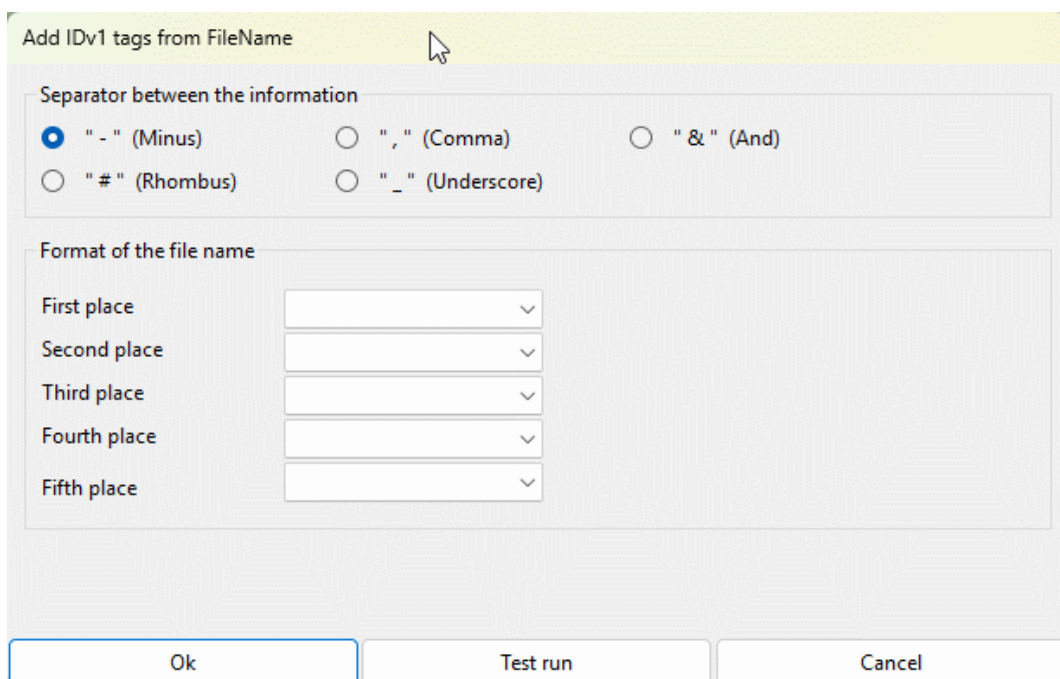 Add IDv1 tags from FileName
Separator between the information
" - " (Minus) " , " (Comma) " & " (And)
" # " (Rhombus) " _ " (Underscore)
Format of the file name
First place
Second place
Third place
Fourth place
Fifth place
Ok Test run Cancel